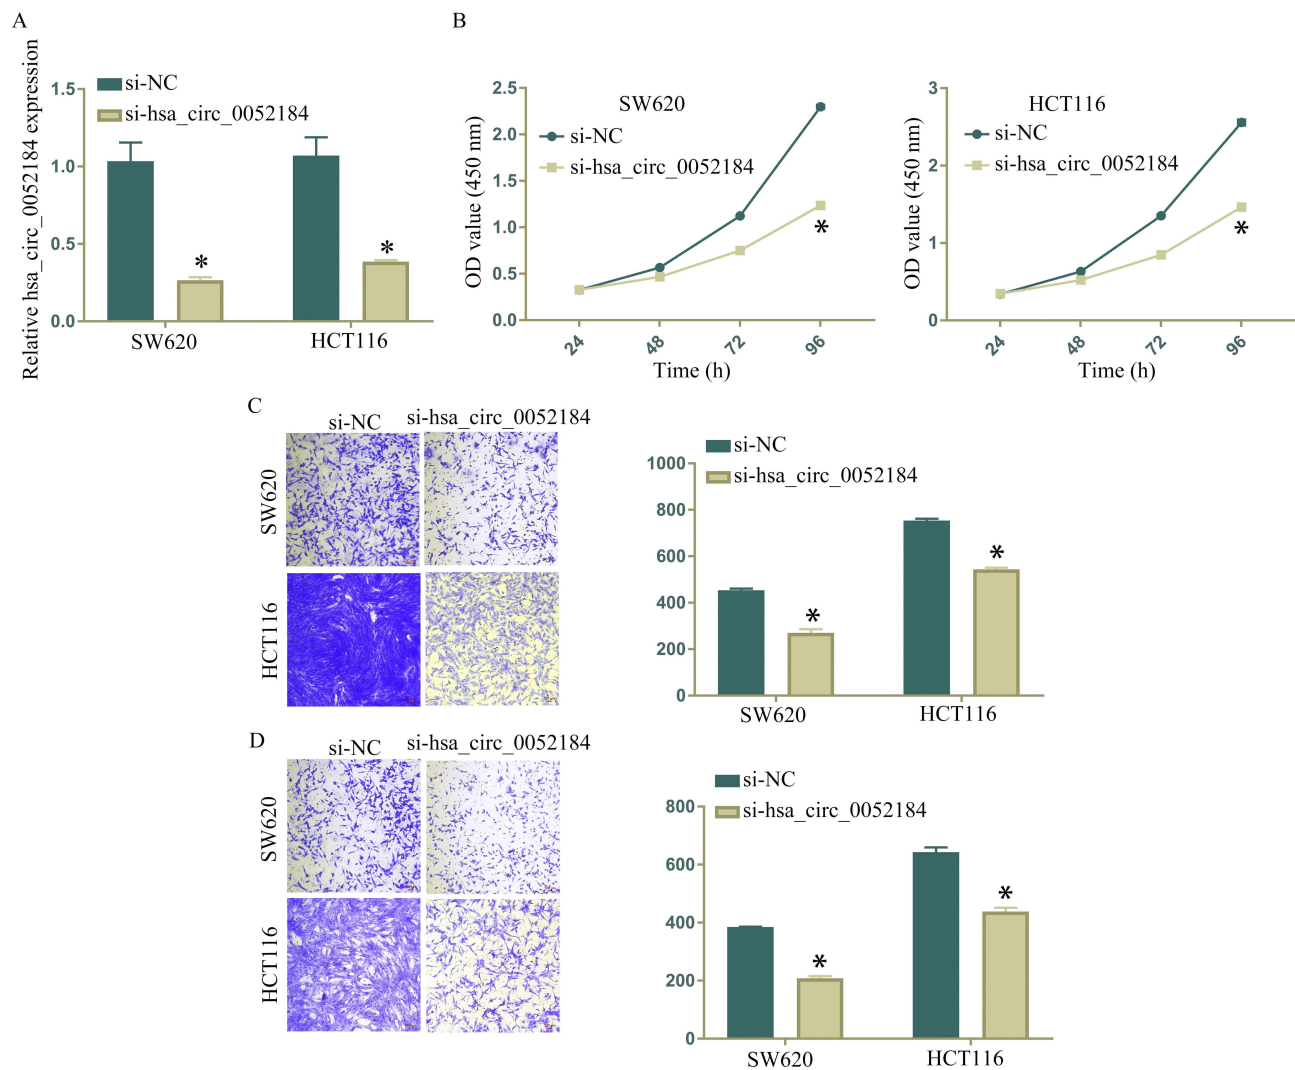 A
Relative hsa_circ_0052184 expression
si-NC
si-hsa_circ_0052184
1.5
1.0
0.5
0.0
*
*
SW620
HCT116
B
OD value (450 nm)
SW620
si-NC
si-hsa_circ_0052184
2.5
2.0
1.5
1.0
0.5
0.0
*
24
48
72
96
Time (h)
OD value (450 nm)
HCT116
si-NC
si-hsa_circ_0052184
3
2
1
0
*
24
48
72
96
Time (h)
C
si-NC
si-hsa_circ_0052184
SW620
HCT116
si-NC
si-hsa_circ_0052184
1000
800
600
400
200
0
*
*
SW620
HCT116
D
si-NC
si-hsa_circ_0052184
SW620
HCT116
si-NC
si-hsa_circ_0052184
800
600
400
200
0
*
*
SW620
HCT116